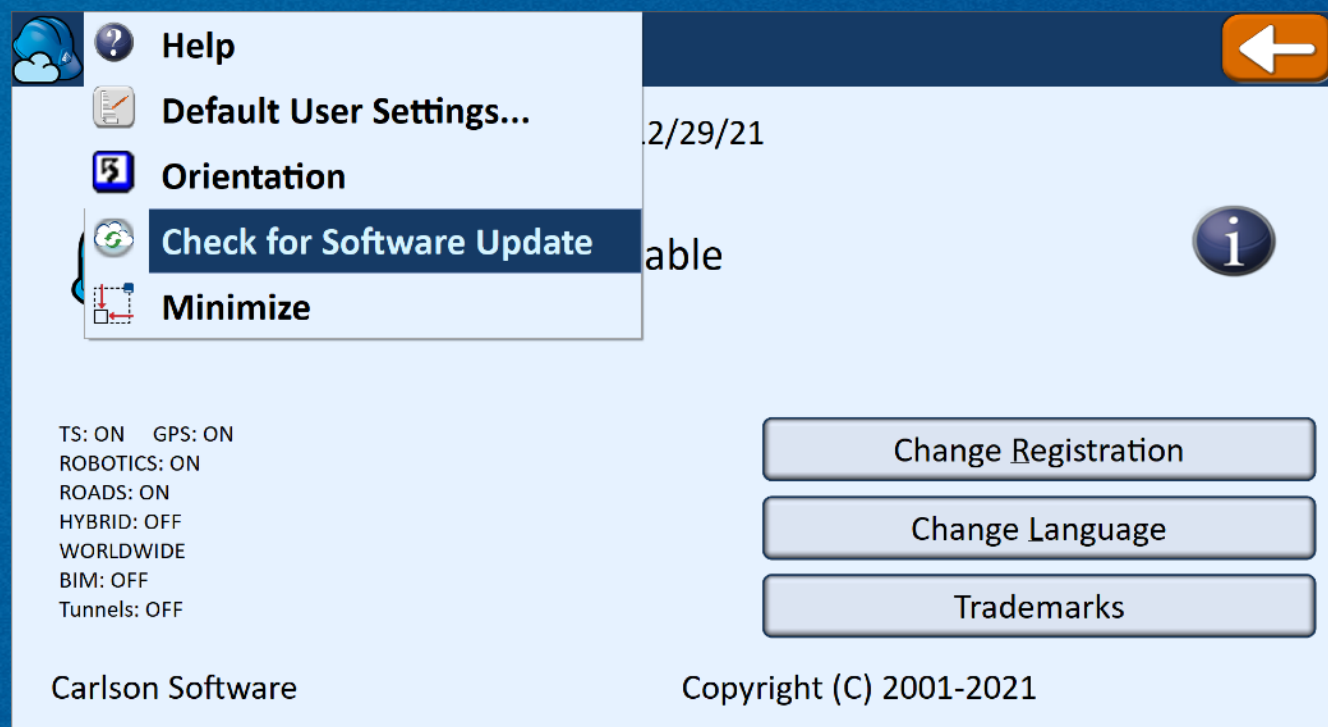 Help
Default User Settings...
2/29/21
Orientation
Check for Software Update
able
Minimize
TS: ON GPS: ON
ROBOTICS: ON
ROADS: ON
HYBRID: OFF
WORLDWIDE
BIM: OFF
Tunnels: OFF
Change Registration
Change Language
Trademarks
Carlson Software
Copyright (C) 2001-2021